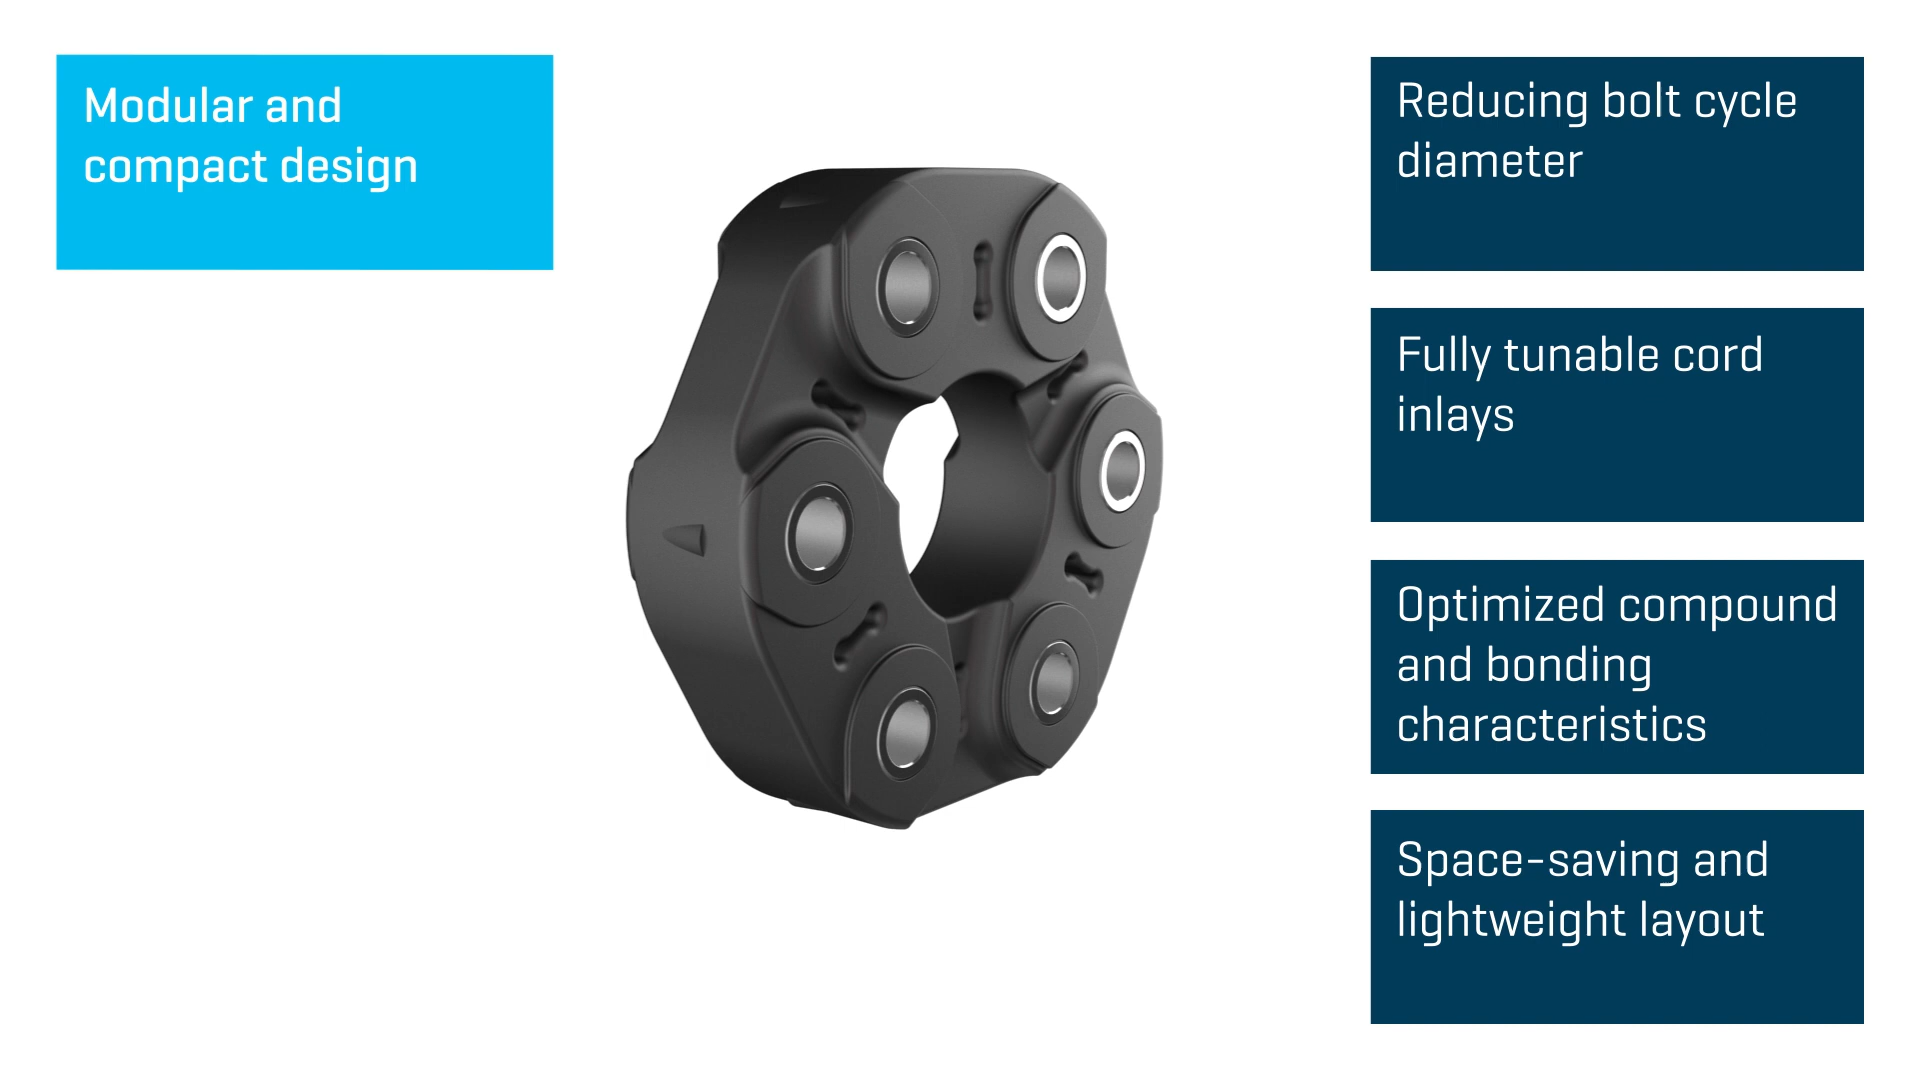 Modular and
compact design
Reducing bolt cycle
diameter
Fully tunable cord
inlays
Optimized compound
and bonding
characteristics
Space-saving and
lightweight layout